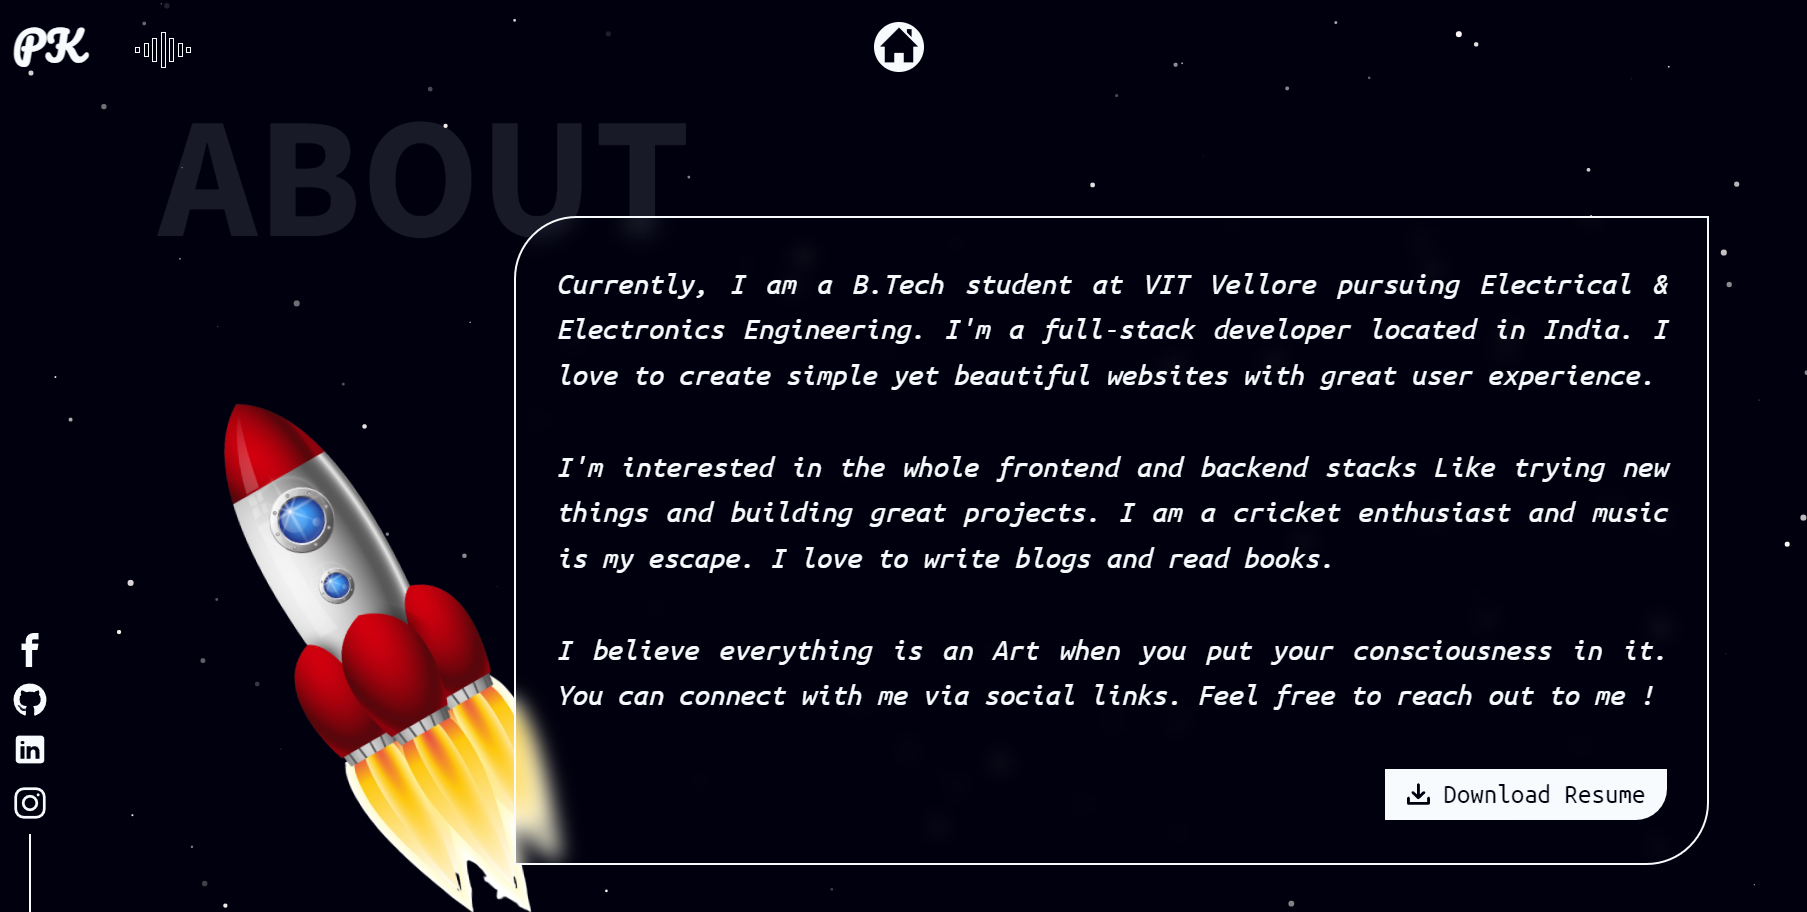 PK
ABOUT
Currently, I am a B.Tech student at VIT Vellore pursuing Electrical &
Electronics Engineering. I'm a full-stack developer located in India. I
love to create simple yet beautiful websites with great user experience.
I'm interested in the whole frontend and backend stacks Like trying new
things and building great projects. I am a cricket enthusiast and music
is my escape. I love to write blogs and read books.
I believe everything is an Art when you put your consciousness in it.
You can connect with me via social links. Feel free to reach out to me !
Download Resume